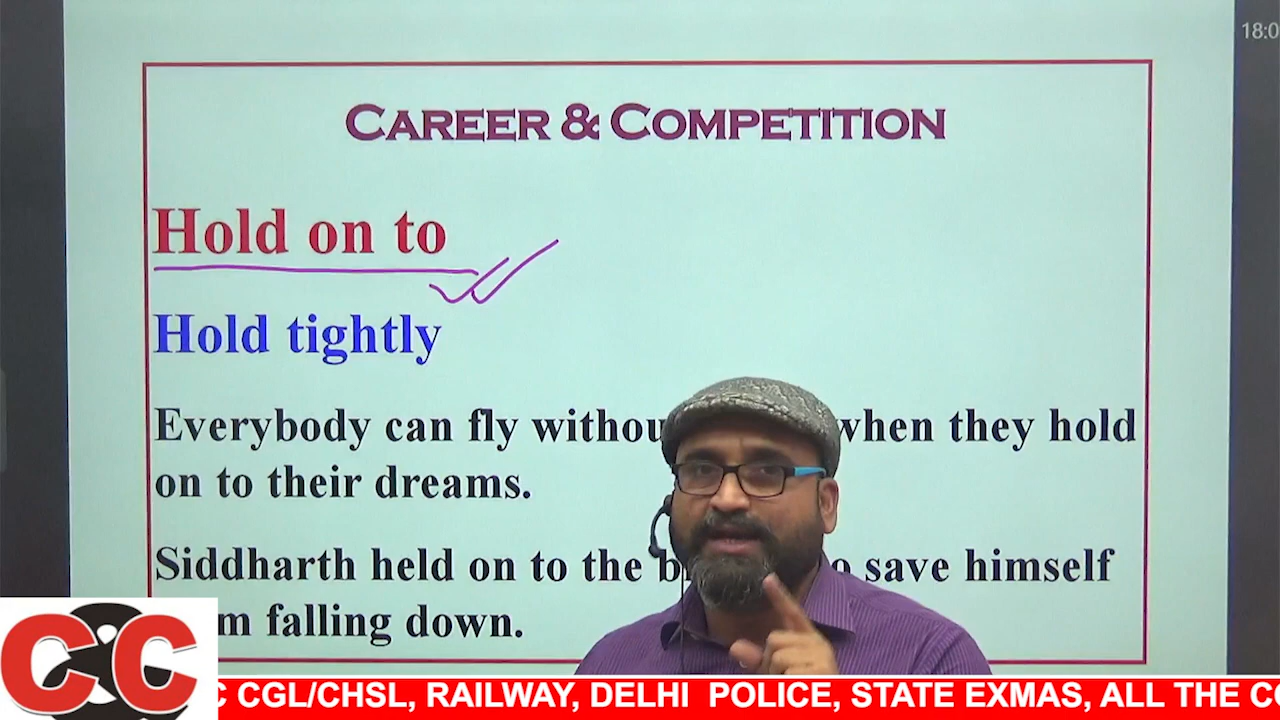 18:0
CAREER & COMPETITION
Hold on to
Hold tightly
Everybody can fly when they hold
on to their dreams.
Siddharth held on to the save himself
falling down.
CC
CGL/CHSL, RAILWAY, DELHI POLICE, STATE EXMAS, ALL THE